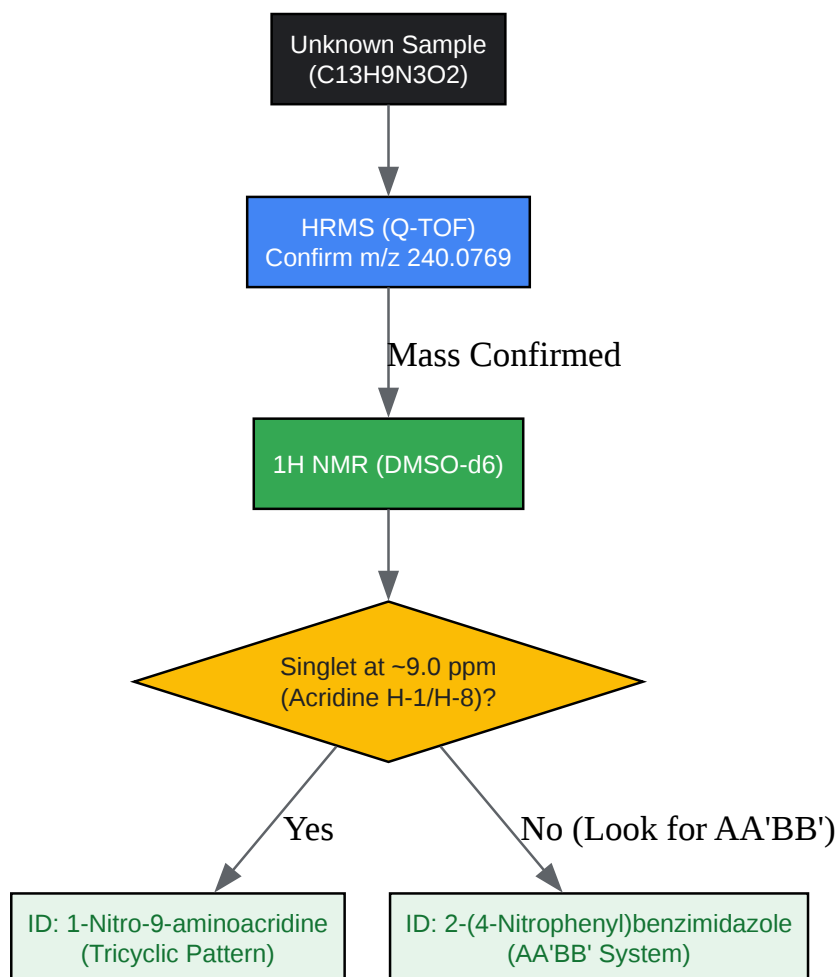 Unknown Sample
(C13H9N3O2)
HRMS (Q-TOF)
Confirm m/z 240.0769
Mass Confirmed
1H NMR (DMSO-d6)
Singlet at ~9.0 ppm
(Acridine H-1/H-8)?
Yes
No (Look for AA'BB')
ID: 1-Nitro-9-aminoacridine
(Tricyclic Pattern)
ID: 2-(4-Nitrophenyl)benzimidazole
(AA'BB' System)